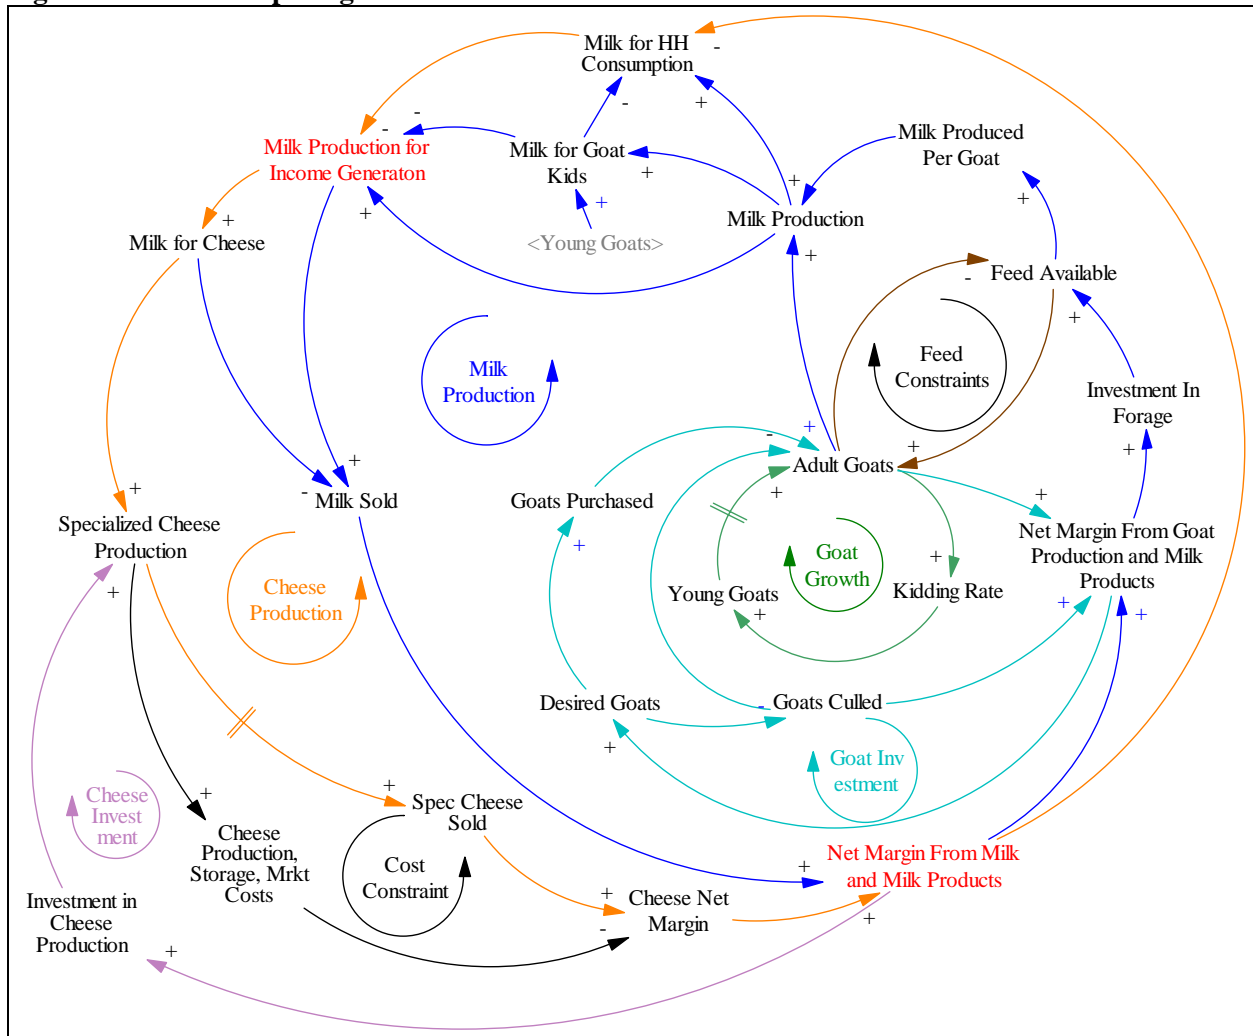 Milk for HH
Consumption
-
Milk Produced
Per Goat
Milk Production for
Income Generaton
-
-
Milk for Goat
Kids
-
+
+
+
+
+
+
Milk Production
+
+
<Young Goats>
Milk for Cheese
+
-
Feed Available
+
Feed
Constraints
Milk
Production
Investment In
Forage
+
+
-
+
Adult Goats
+
+
+
-
Milk Sold
Goats Purchased
+
+
Specialized Cheese
Production
+
Net Margin From Goat
Production and Milk
Products
+
+
Cheese
Production
Goat
Growth
+
Young Goats
+
Kidding Rate
Desired Goats
+
-
Goats Culled
Goat Inv
estment
Cheese
Invest
ment
+
+
Spec Cheese
Sold
Cheese
Production,
Storage, Mrkt
Costs
Cost
Constraint
+
Net Margin From Milk
and Milk Products
Investment in
Cheese
Production
+
-
Cheese Net
Margin
+
+